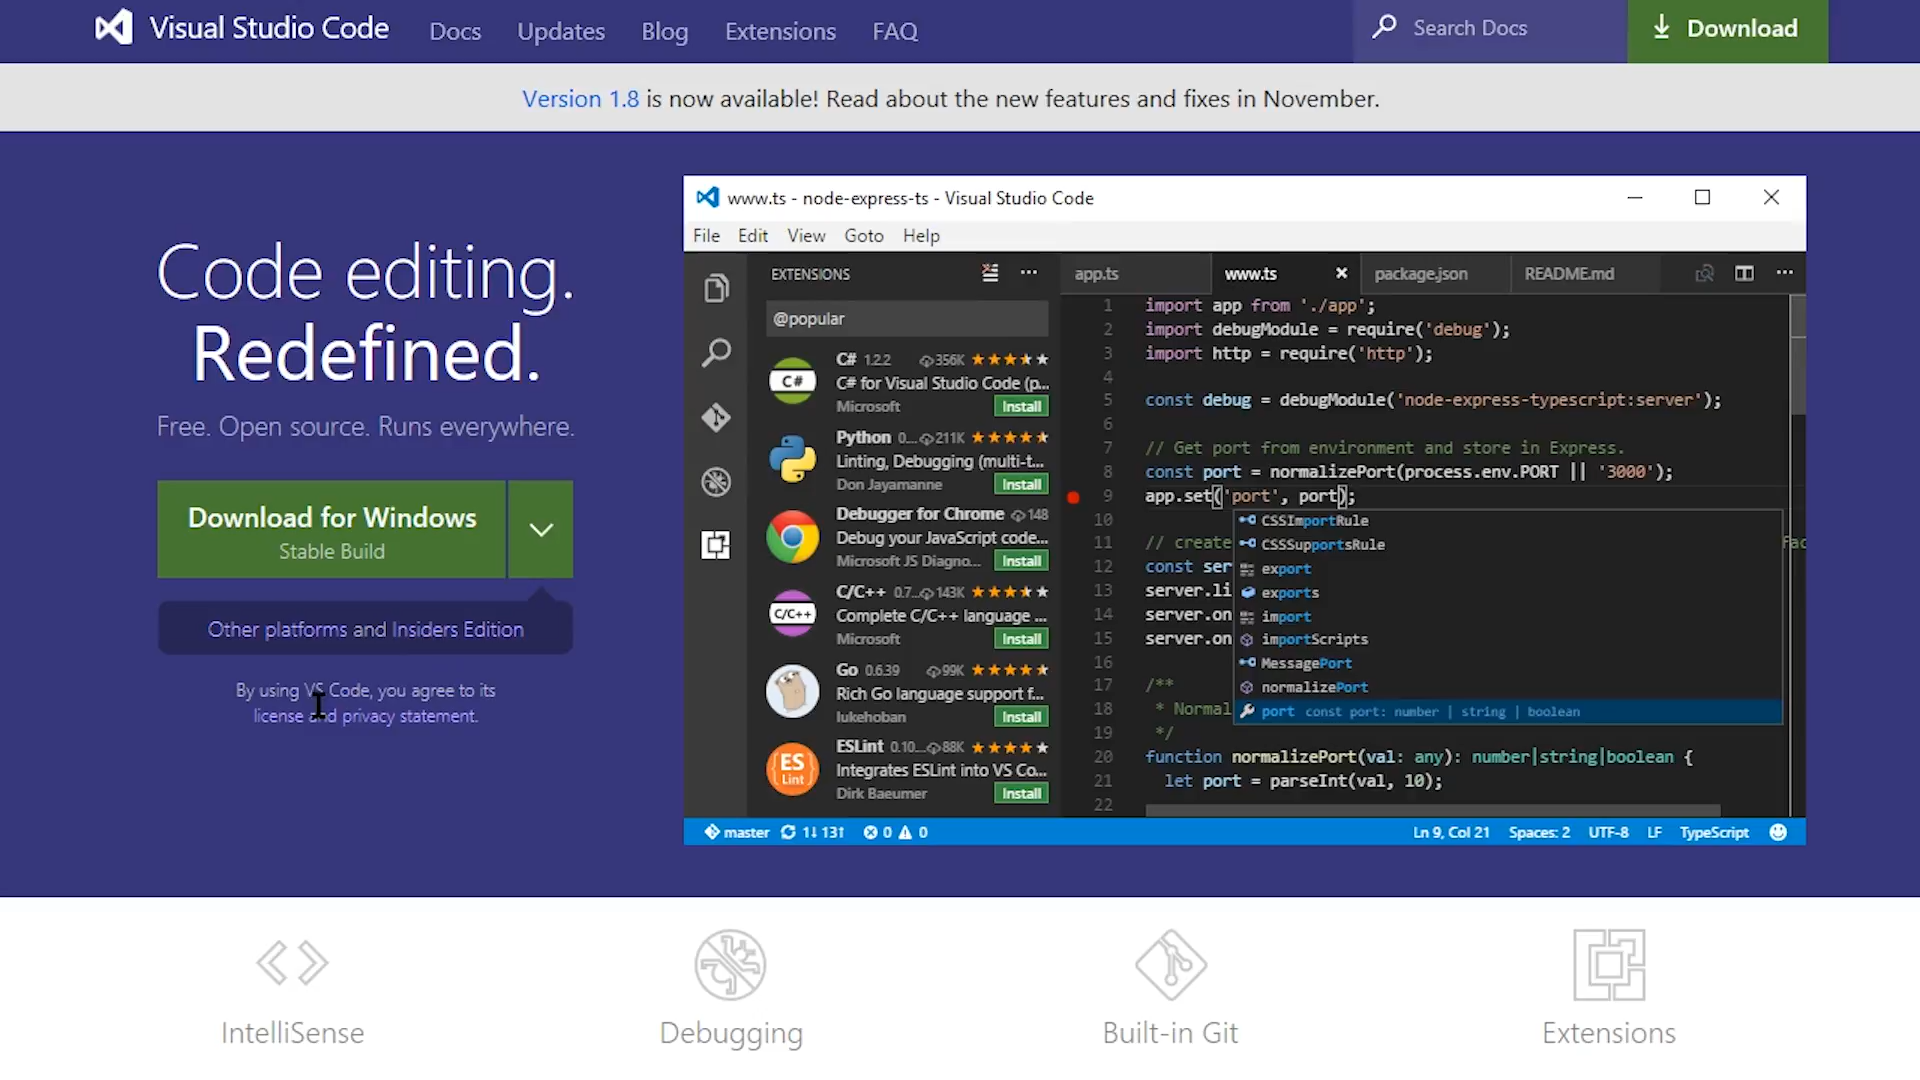 Visual Studio Code Docs Updates Blog Extensions FAQ Search Docs Download
Version 1.8 is now available! Read about the new features and fixes in November.
Code editing.
Redefined.
Free. Open source. Runs everywhere.
Download for Windows
Stable Build
Other platforms and Insiders Edition
By using VS Code, you agree to its
license and privacy statement.
www.ts - node-express-ts - Visual Studio Code
File Edit View Goto Help
EXTENSIONS
@popular
C# 1.2.2 356K
C# for Visual Studio Code (p...
Microsoft Install
C#
Python 0.... 211K
Linting, Debugging (multi-t...
Don Jayamanne Install
Debugger for Chrome 148
Debug your JavaScript code...
Microsoft JS Diagno... Install
C/C++ 0.7... 143K
Complete C/C++ language ...
Microsoft Install
C/C++
Go 0.6.39 99K
Rich Go language support f...
lukehoban Install
ESLint 0.10... 88K
Integrates ESLint into VS Co...
Dirk Baeumer Install
ES
Lint
app.ts www.ts package.json README.md
1 import app from './app';
2 import debugModule = require('debug');
3 import http = require('http');
4
5 const debug = debugModule('node-express-typescript:server');
6
7 // Get port from environment and store in Express.
8 const port = normalizePort(process.env.PORT || '3000');
9 app.set('port', port);
10
11 // create fac
12 const ser
13 server.li
14 server.on
15 server.on
16
17 /**
18 * Normal
19 */
20 function normalizePort(val: any): number|string|boolean {
21 let port = parseInt(val, 10);
22
CSSImportRule
CSSSupportsRule
export
exports
import
importScripts
MessagePort
normalizePort
port const port: number | string | boolean
master 1↓ 13↑ 0 0 Ln 9, Col 21 Spaces: 2 UTF-8 LF TypeScript
IntelliSense Debugging Built-in Git Extensions